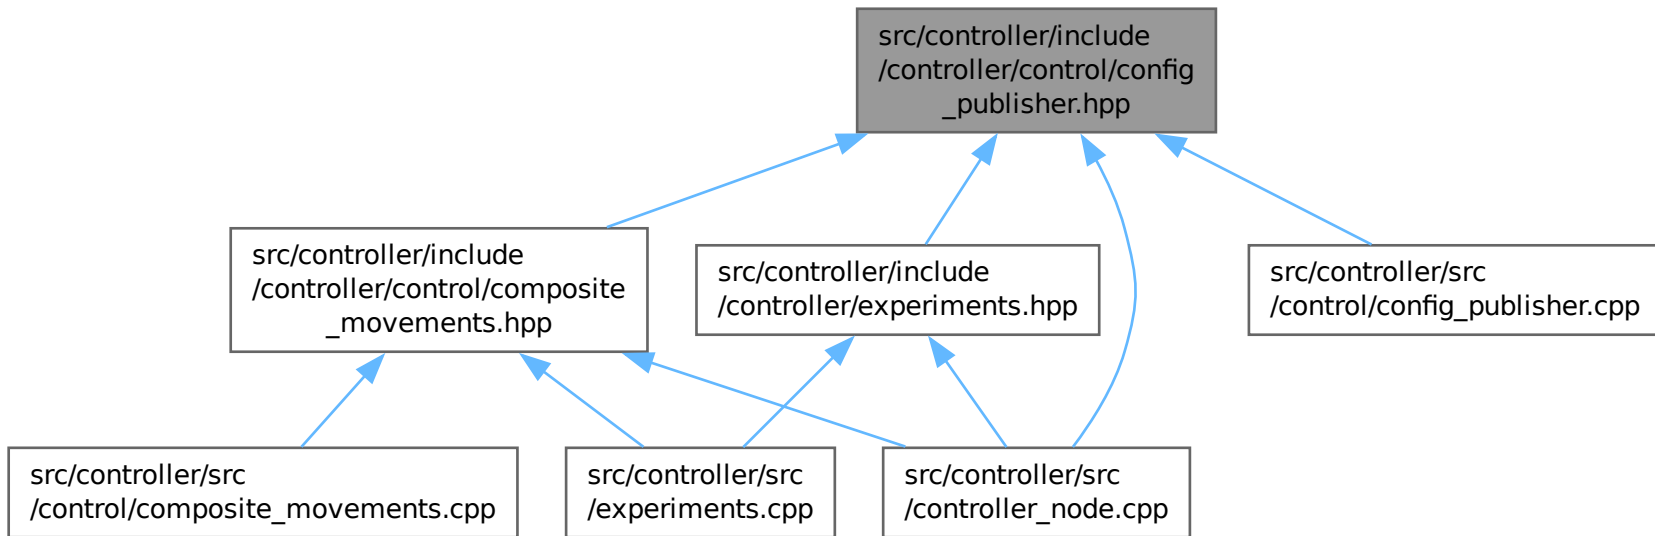 src/controller/include
/controller/control/config
_publisher.hpp
src/controller/include
/controller/control/composite
_movements.hpp
src/controller/include
/controller/experiments.hpp
src/controller/src
/control/config_publisher.cpp
src/controller/src
/control/composite_movements.cpp
src/controller/src
/experiments.cpp
src/controller/src
/controller_node.cpp